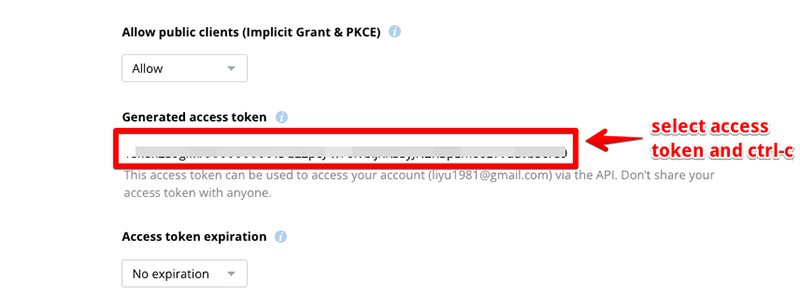 Allow public clients (Implicit Grant & PKCE)
Allow
Generated access token
select access
token and ctrl-c
This access token can be used to access your account (liyu1981@gmail.com) via the API. Don't share your
access token with anyone.
Access token expiration
No expiration